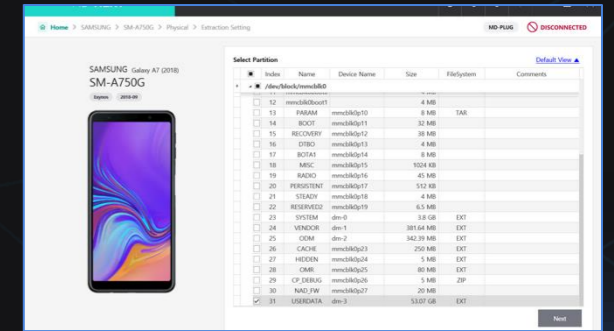 Home > SAMSUNG > SM-A750G > Physical > Extraction Setting
MD-PLUG DISCONNECTED
SAMSUNG Galaxy A7 (2018)
SM-A750G
Exynos 2018-09
Select Partition Default View ▲
Index Name Device Name Size FileSystem Comments
/dev/block/mmcblk0
12 mmcblk0boot1 4 MB
13 PARAM mmcblk0p10 8 MB TAR
14 BOOT mmcblk0p11 32 MB
15 RECOVERY mmcblk0p12 38 MB
16 DTBO mmcblk0p13 4 MB
17 BOTA1 mmcblk0p14 8 MB
18 MISC mmcblk0p15 1024 KB
19 RADIO mmcblk0p16 45 MB
20 PERSISTENT mmcblk0p17 512 KB
21 STEADY mmcblk0p18 4 MB
22 RESERVED2 mmcblk0p19 6.5 MB
23 SYSTEM dm-0 3.8 GB EXT
24 VENDOR dm-1 381.64 MB EXT
25 ODM dm-2 342.39 MB EXT
26 CACHE mmcblk0p23 250 MB EXT
27 HIDDEN mmcblk0p24 5 MB EXT
28 OMR mmcblk0p25 80 MB EXT
29 CP_DEBUG mmcblk0p26 5 MB ZIP
30 NAD_FW mmcblk0p27 20 MB
31 USERDATA dm-3 53.07 GB EXT
Next